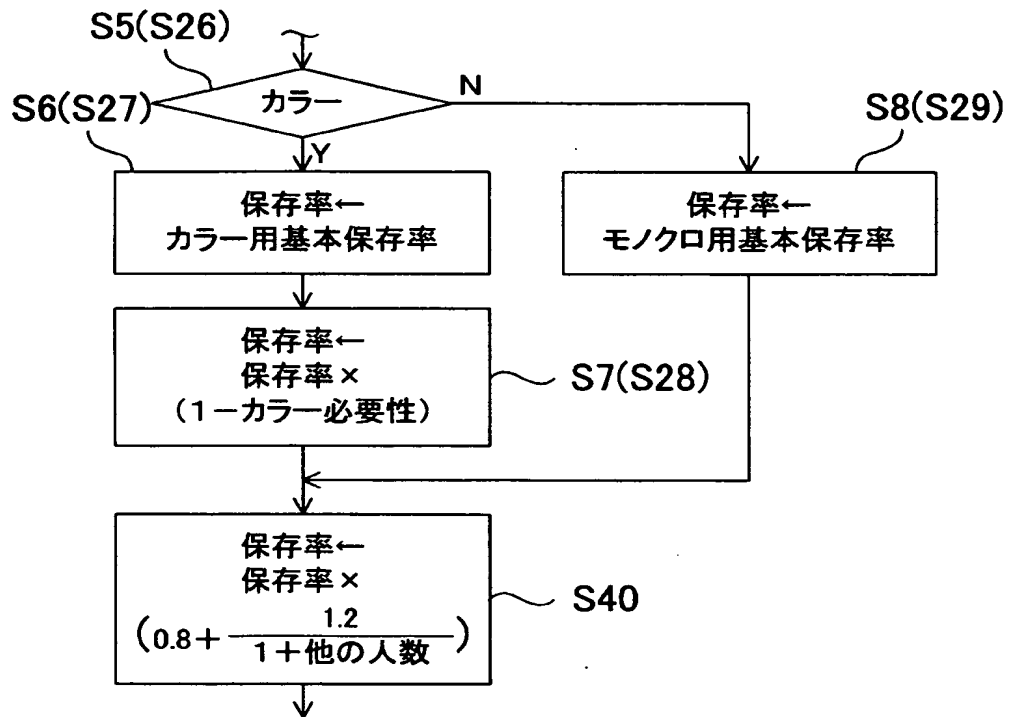 S5(S26)
カラー
N
S6(S27)
S8(S29)
Y
保存率←
カラー用基本保存率
保存率←
モノクロ用基本保存率
保存率←
保存率×
(1－カラー必要性)
S7(S28)
保存率←
保存率×
(0.8＋1.2/1＋他の人数)
S40